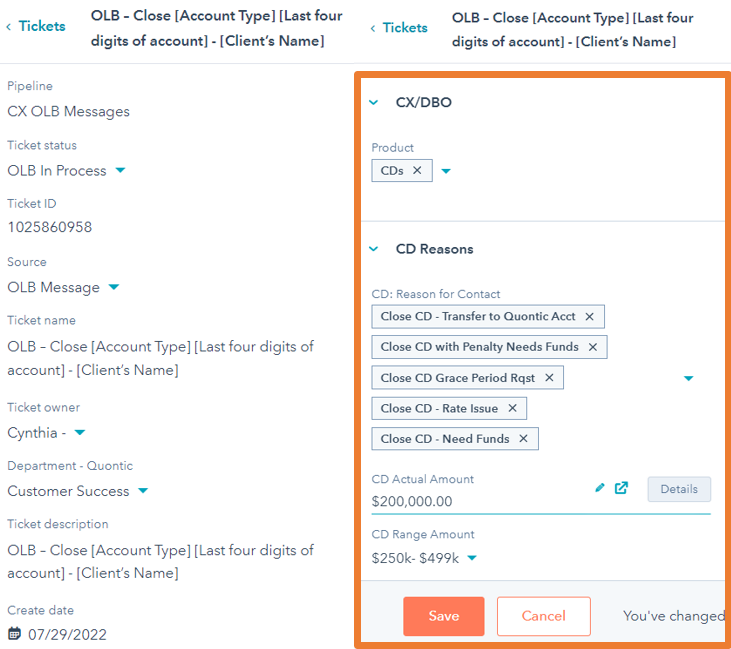 Tickets
OLB – Close [Account Type] [Last four
digits of account] - [Client’s Name]
Pipeline
CX OLB Messages
Ticket status
OLB In Process
Ticket ID
1025860958
Source
OLB Message
Ticket name
OLB – Close [Account Type] [Last four digits of
account] - [Client’s Name]
Ticket owner
Cynthia -
Department - Quontic
Customer Success
Ticket description
OLB – Close [Account Type] [Last four digits of
account] - [Client’s Name]
Create date
07/29/2022
Tickets
OLB – Close [Account Type] [Last four
digits of account] - [Client’s Name]
CX/DBO
Product
CDs
CD Reasons
CD: Reason for Contact
Close CD - Transfer to Quontic Acct
Close CD with Penalty Needs Funds
Close CD Grace Period Rqst
Close CD - Rate Issue
Close CD - Need Funds
CD Actual Amount
$200,000.00
Details
CD Range Amount
$250k- $499k
Save Cancel You've changed